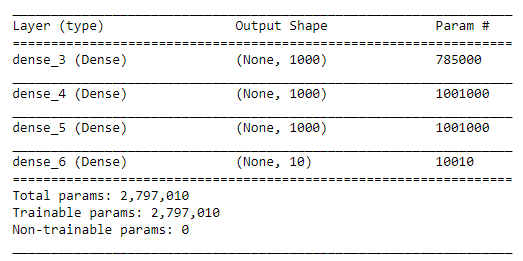 Layer (type) Output Shape Param #
dense_3 (Dense) (None, 1000) 785000
dense_4 (Dense) (None, 1000) 1001000
dense_5 (Dense) (None, 1000) 1001000
dense_6 (Dense) (None, 10) 10010
Total params: 2,797,010
Trainable params: 2,797,010
Non-trainable params: 0